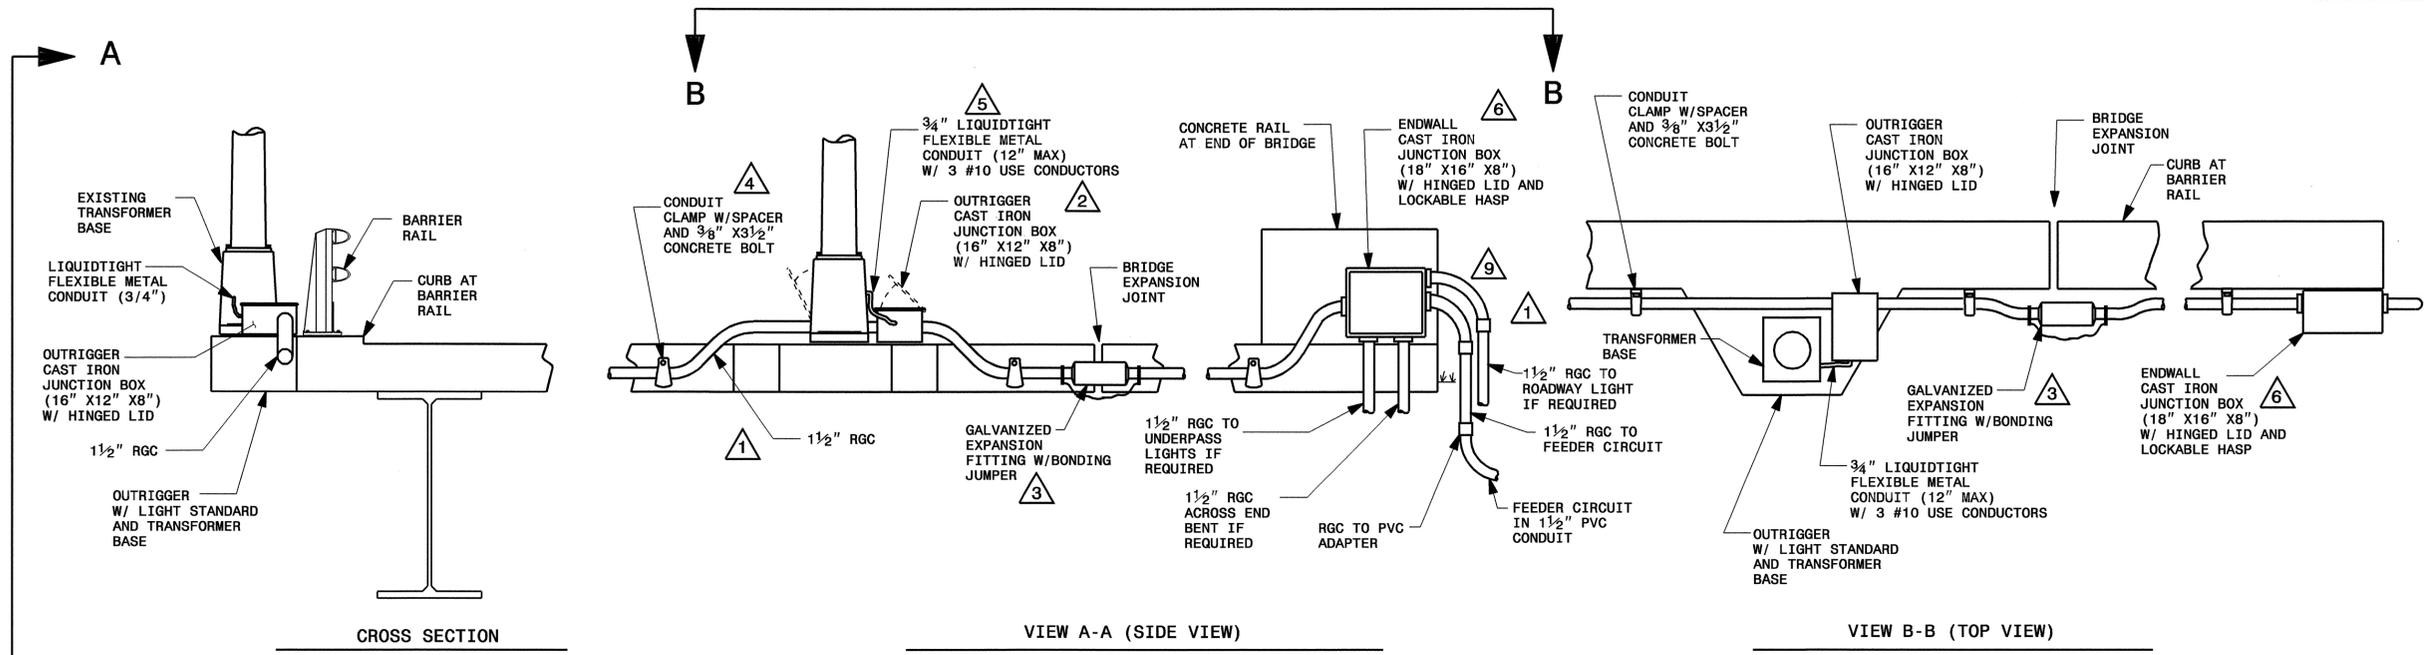 A
B
B
EXISTING
TRANSFORMER
BASE
LIQUIDTIGHT
FLEXIBLE METAL
CONDUIT (3/4")
OUTRIGGER
CAST IRON
JUNCTION BOX
(16" X12" X8")
W/ HINGED LID
1½" RGC
OUTRIGGER
W/ LIGHT STANDARD
AND TRANSFORMER
BASE
BARRIER
RAIL
CURB AT
BARRIER
RAIL
CROSS SECTION
4
CONDUIT
CLAMP W/SPACER
AND ⅜" X3½"
CONCRETE BOLT
5
¾" LIQUIDTIGHT
FLEXIBLE METAL
CONDUIT (12" MAX)
W/ 3 #10 USE CONDUCTORS
2
OUTRIGGER
CAST IRON
JUNCTION BOX
(16" X12" X8")
W/ HINGED LID
BRIDGE
EXPANSION
JOINT
1
1½" RGC
GALVANIZED
EXPANSION
FITTING W/BONDING
JUMPER
3
CONCRETE RAIL
AT END OF BRIDGE
6
ENDWALL
CAST IRON
JUNCTION BOX
(18" X16" X8")
W/ HINGED LID AND
LOCKABLE HASP
9
1
1½" RGC TO
ROADWAY LIGHT
IF REQUIRED
1½" RGC TO
FEEDER CIRCUIT
1½" RGC TO
UNDERPASS
LIGHTS IF
REQUIRED
1½" RGC
ACROSS END
BENT IF
REQUIRED
RGC TO PVC
ADAPTER
FEEDER CIRCUIT
IN 1½" PVC
CONDUIT
VIEW A-A (SIDE VIEW)
CONDUIT
CLAMP W/SPACER
AND ⅜" X3½"
CONCRETE BOLT
OUTRIGGER
CAST IRON
JUNCTION BOX
(16" X12" X8")
W/ HINGED LID
BRIDGE
EXPANSION
JOINT
CURB AT
BARRIER
RAIL
TRANSFORMER
BASE
GALVANIZED
EXPANSION
FITTING W/BONDING
JUMPER
3
ENDWALL
CAST IRON
JUNCTION BOX
(18" X16" X8")
W/ HINGED LID AND
LOCKABLE HASP
6
¾" LIQUIDTIGHT
FLEXIBLE METAL
CONDUIT (12" MAX)
W/ 3 #10 USE CONDUCTORS
OUTRIGGER
W/ LIGHT STANDARD
AND TRANSFORMER
BASE
VIEW B-B (TOP VIEW)